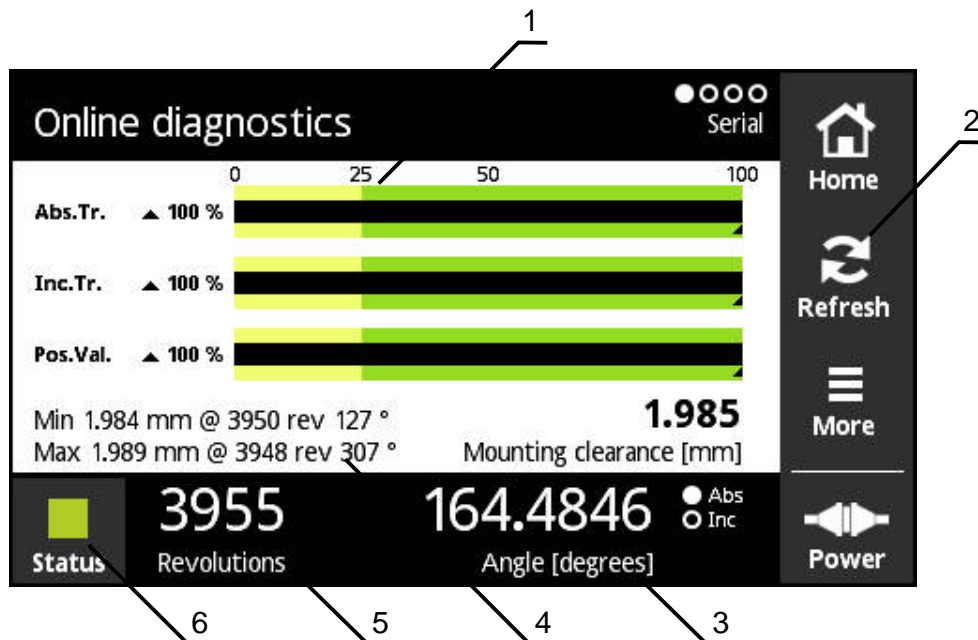 1
Online diagnostics
Serial
Home
2
0 25 50 100
Abs.Tr. ▲ 100 %
Inc.Tr. ▲ 100 %
Refresh
Pos.Val. ▲ 100 %
Min 1.984 mm @ 3950 rev 127 °
Max 1.989 mm @ 3948 rev 307 °
1.985
Mounting clearance [mm]
More
Status
3955
Revolutions
164.4846
Angle [degrees]
Abs
Inc
Power
6 5 4 3